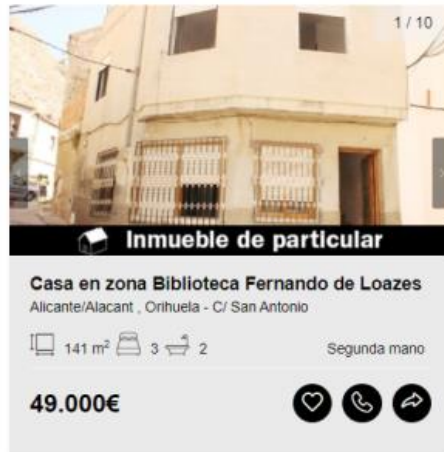 1 / 10
Inmueble de particular
Casa en zona Biblioteca Fernando de Loazes
Alicante/Alacant , Orihuela - C/ San Antonio
141 m² 3 2 Segunda mano
49.000€